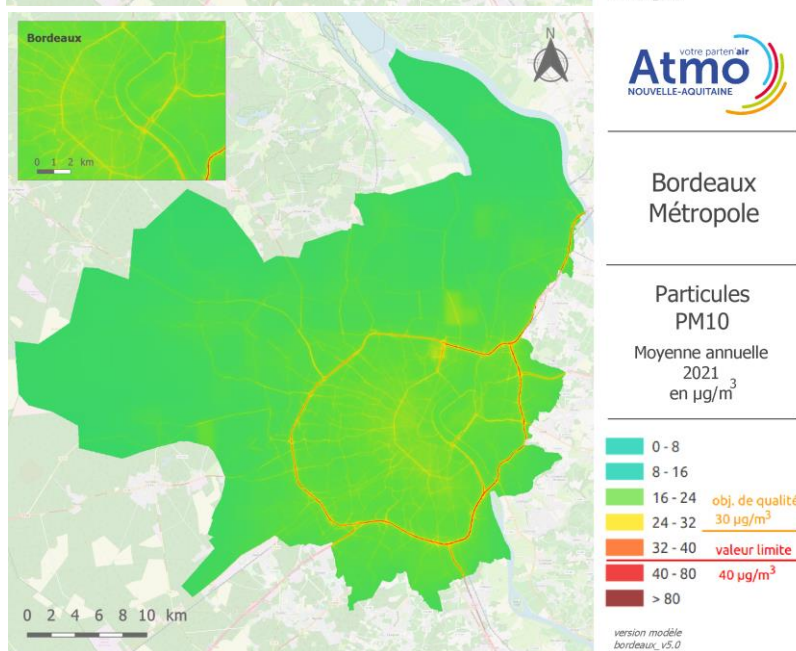 Bordeaux
0 1 2 km
N
0 2 4 6 8 10 km
votre parten'air
Atmo
NOUVELLE-AQUITAINE
Bordeaux
Métropole
Particules
PM10
Moyenne annuelle
2021
en µg/m³
0 - 8
8 - 16
16 - 24
obj. de qualité
24 - 32
30 µg/m³
32 - 40
valeur limite
40 - 80
40 µg/m³
> 80
version modèle
bordeaux_v5.0